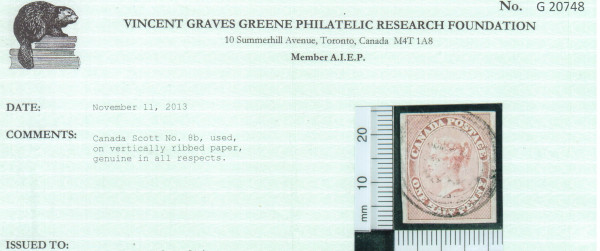 No. G 20748
VINCENT GRAVES GREENE PHILATELIC RESEARCH FOUNDATION
10 Summerhill Avenue, Toronto, Canada M4T 1A8
Member A.I.E.P.
DATE: November 11, 2013
COMMENTS: Canada Scott No. 8b, used,
on vertically ribbed paper,
genuine in all respects.
mm 10 20
CANADA POSTAGE
ONE HALF PENNY
ISSUED TO: